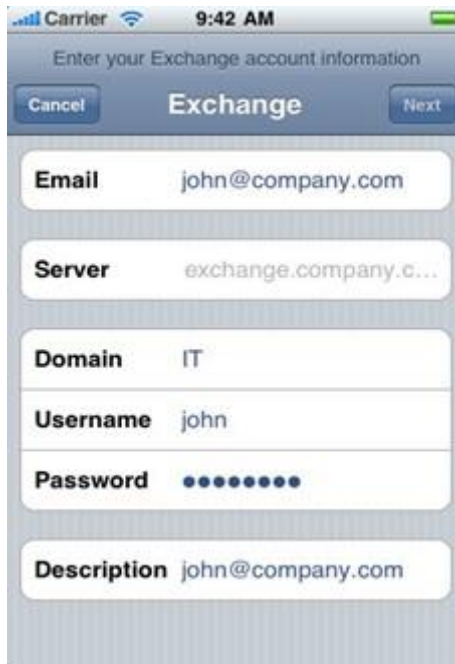 Carrier 9:42 AM
Enter your Exchange account information
Cancel Exchange Next
Email john@company.com
Server exchange.company.c...
Domain IT
Username john
Password ●●●●●●●●
Description john@company.com